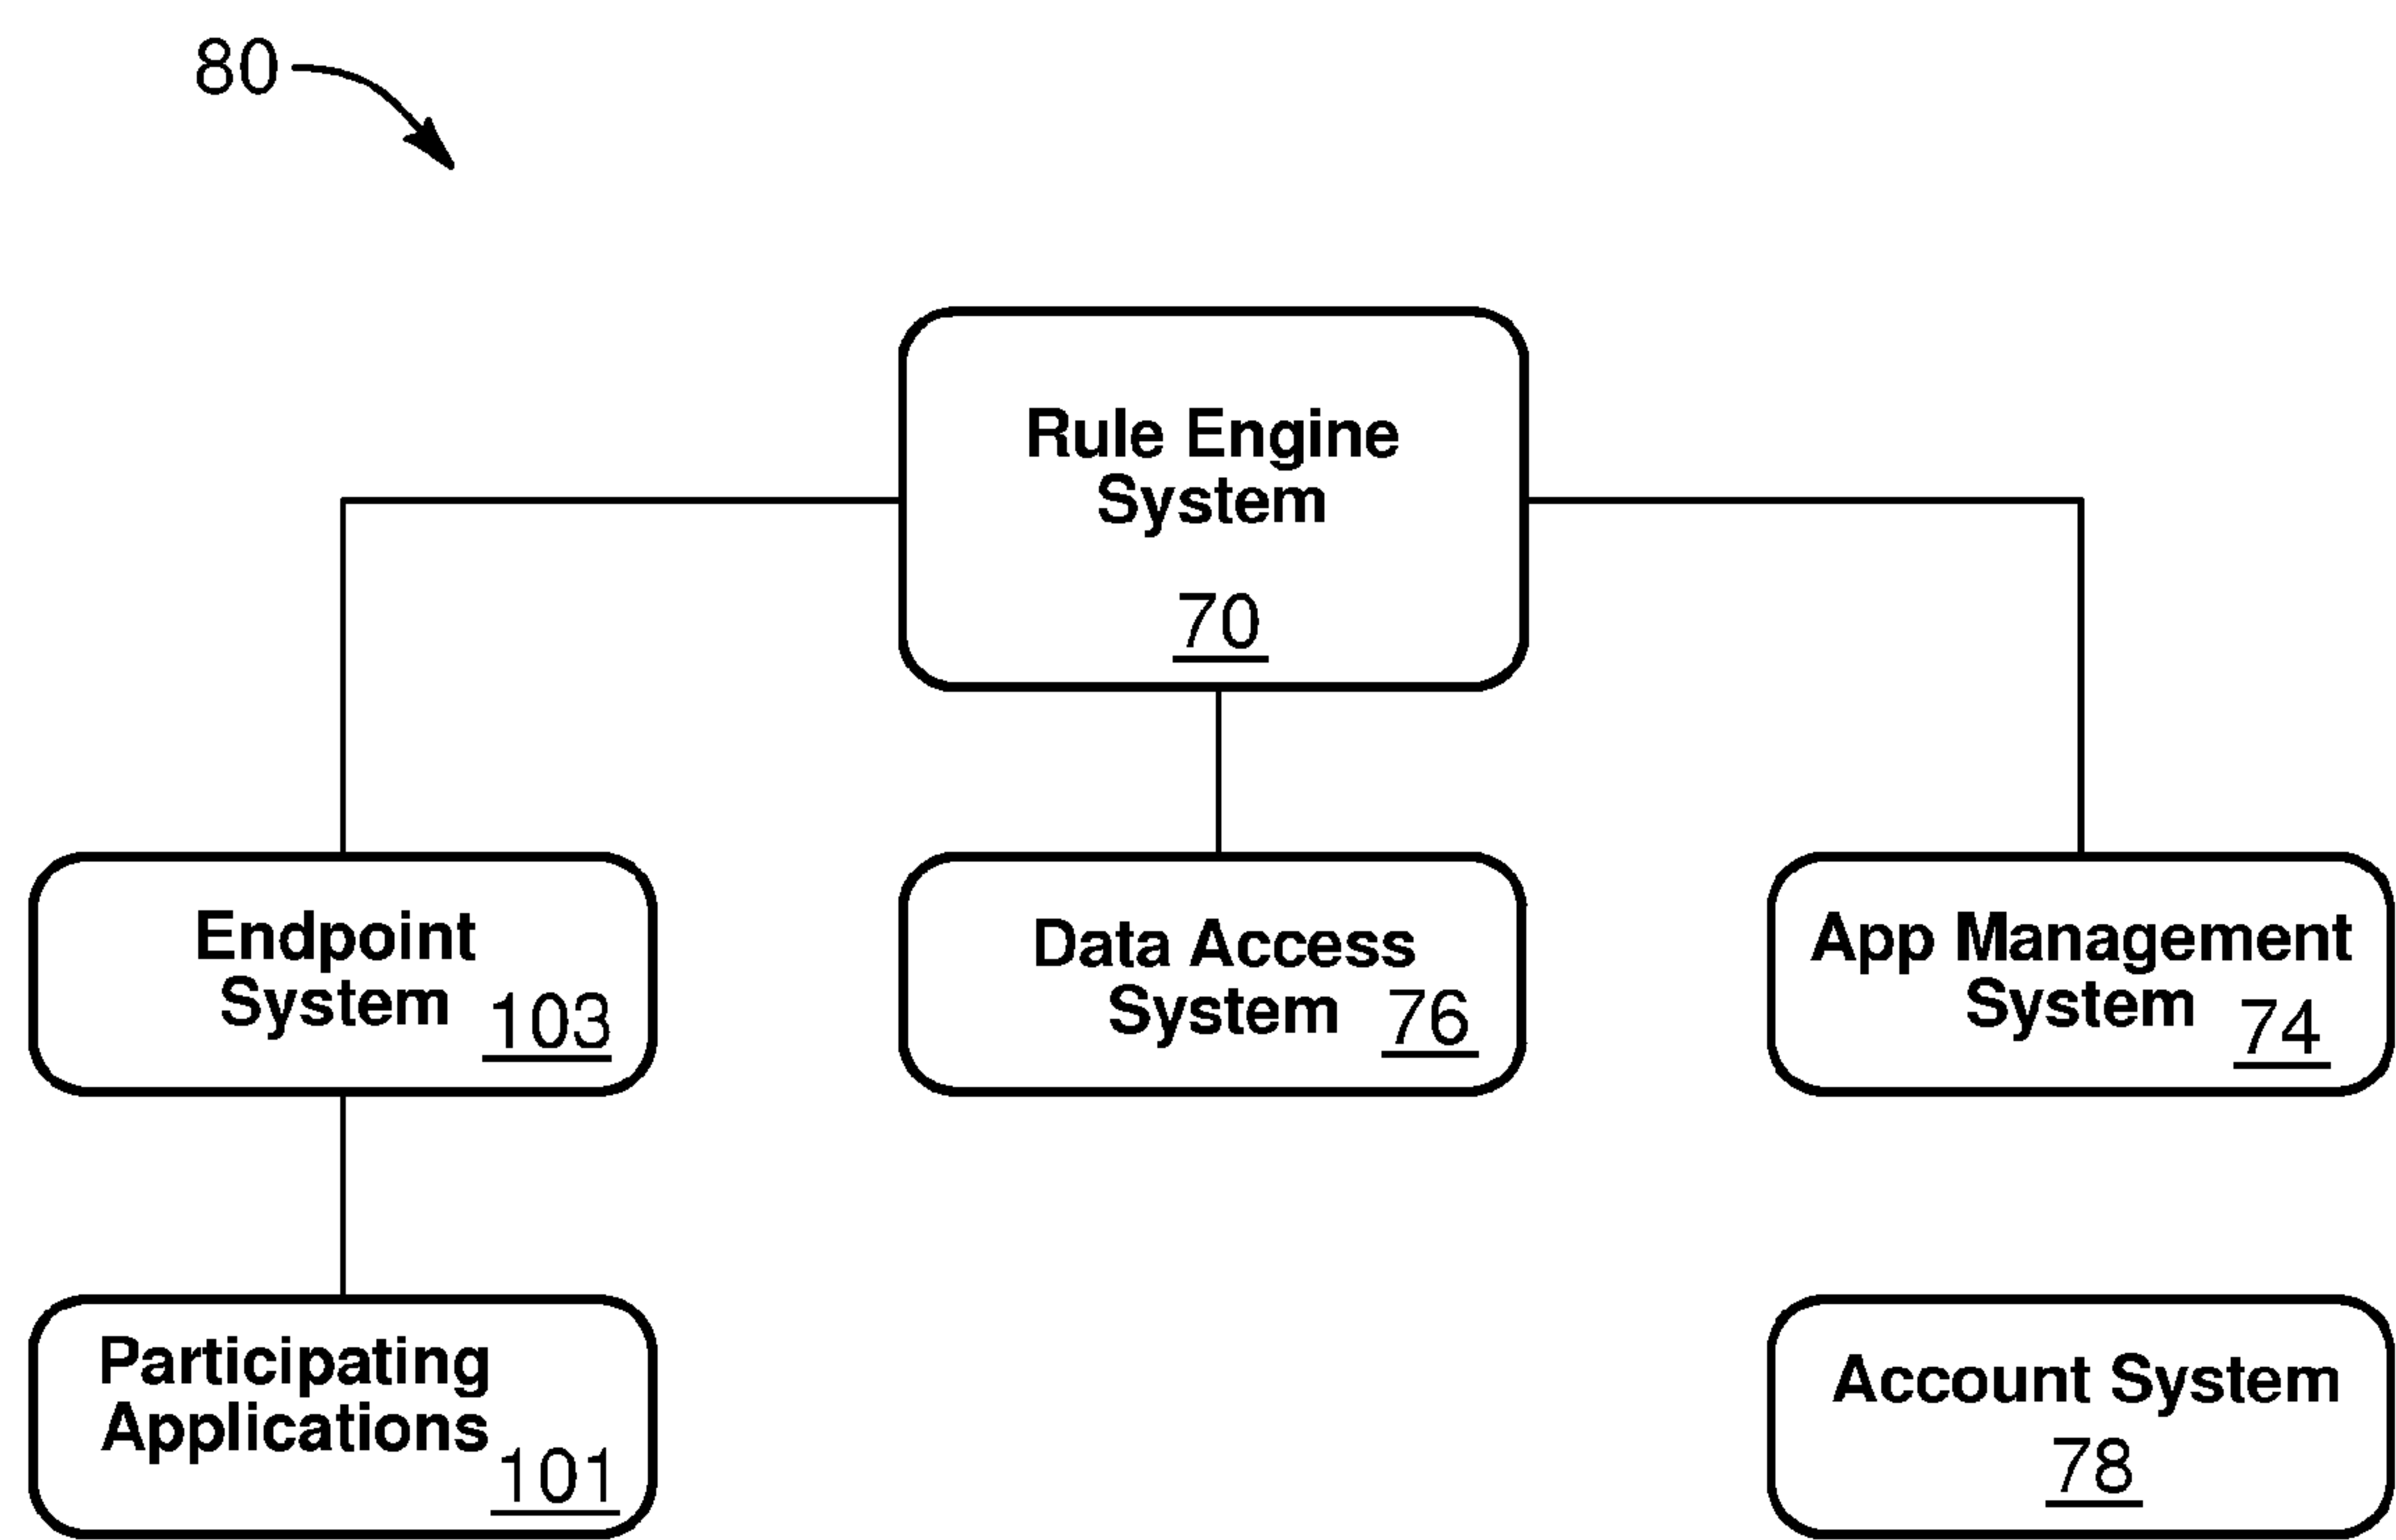 80
Rule Engine
System
70
Endpoint
System 103
Data Access
System 76
App Management
System 74
Participating
Applications
101
Account System
78